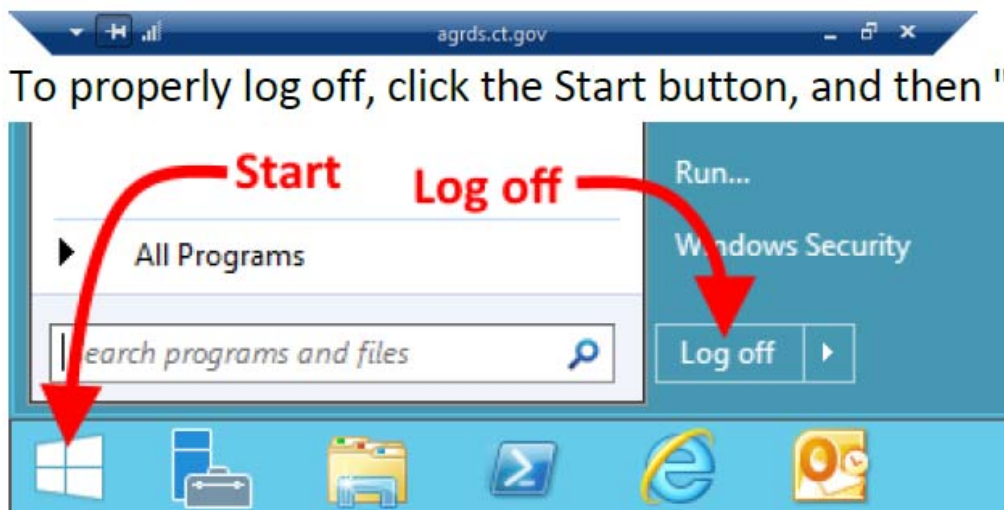 agrds.ct.gov
To properly log off, click the Start button, and then "
Start
Log off
Run...
All Programs
Windows Security
earch programs and files
Log off